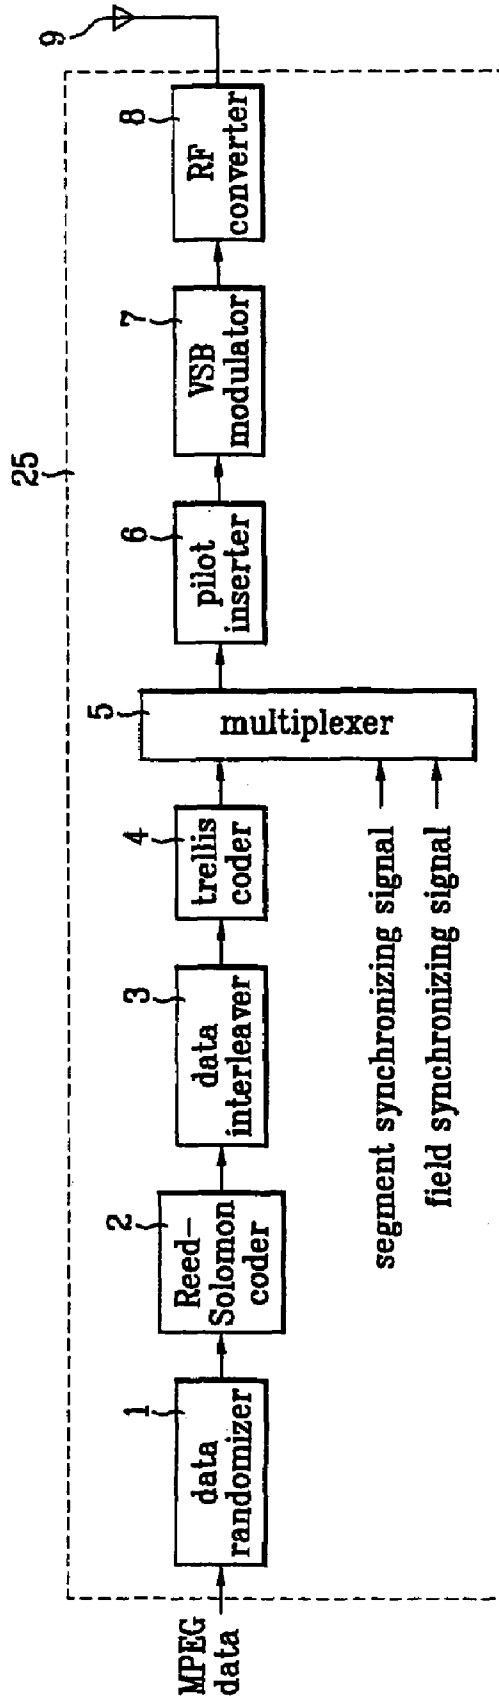 25
MPEG
data
1
data
randomizer
2
Reed-
Solomon
coder
3
data
interleaver
4
trellis
coder
5
multiplexer
segment synchronizing signal
field synchronizing signal
6
pilot
inserter
7
VSB
modulator
8
RF
converter
9